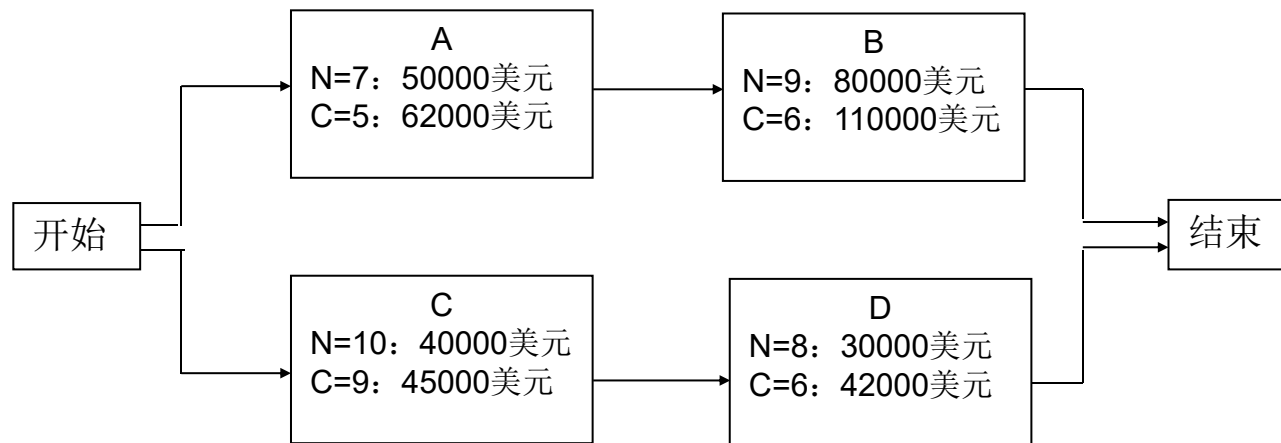 A
N=7：50000美元
C=5：62000美元
B
N=9：80000美元
C=6：110000美元
开始
结束
C
N=10：40000美元
C=9：45000美元
D
N=8：30000美元
C=6：42000美元